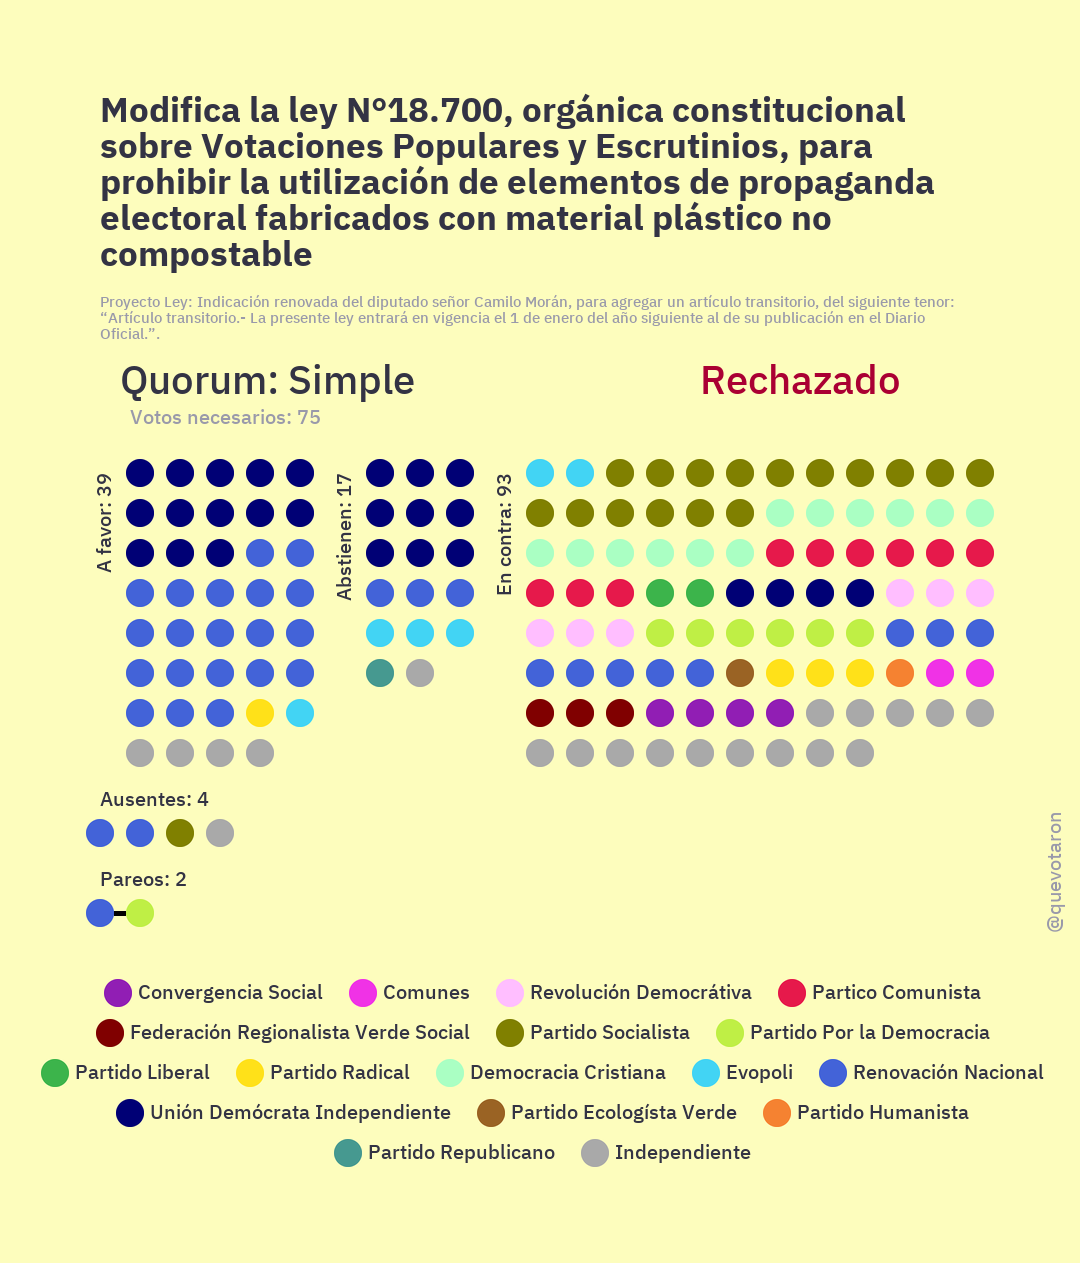 Modifica la ley N°18.700, orgánica constitucional
sobre Votaciones Populares y Escrutinios, para
prohibir la utilización de elementos de propaganda
electoral fabricados con material plástico no
compostable
Proyecto Ley: Indicación renovada del diputado señor Camilo Morán, para agregar un artículo transitorio, del siguiente tenor:
“Artículo transitorio.- La presente ley entrará en vigencia el 1 de enero del año siguiente al de su publicación en el Diario
Oficial.”.
Quorum: Simple
Rechazado
Votos necesarios: 75
A favor: 39
Abstienen: 17
En contra: 93
Ausentes: 4
Pareos: 2
@quevotaron
Convergencia Social Comunes Revolución Democrátiva Partico Comunista
Federación Regionalista Verde Social Partido Socialista Partido Por la Democracia
Partido Liberal Partido Radical Democracia Cristiana Evopoli Renovación Nacional
Unión Demócrata Independiente Partido Ecologísta Verde Partido Humanista
Partido Republicano Independiente